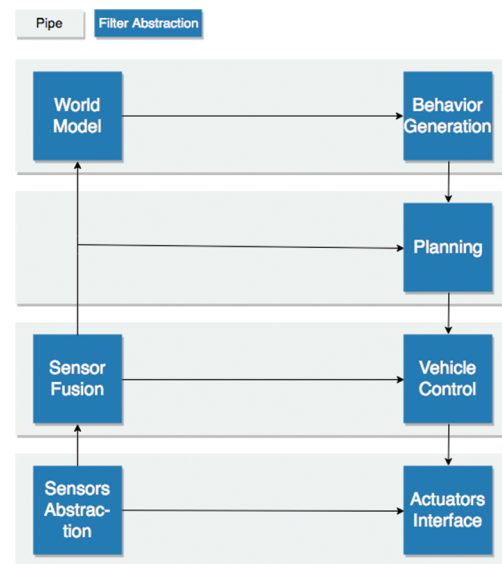 Pipe
Filter Abstraction
World
Model
Behavior
Generation
Planning
Sensor
Fusion
Vehicle
Control
Sensors
Abstrac-
tion
Actuators
Interface